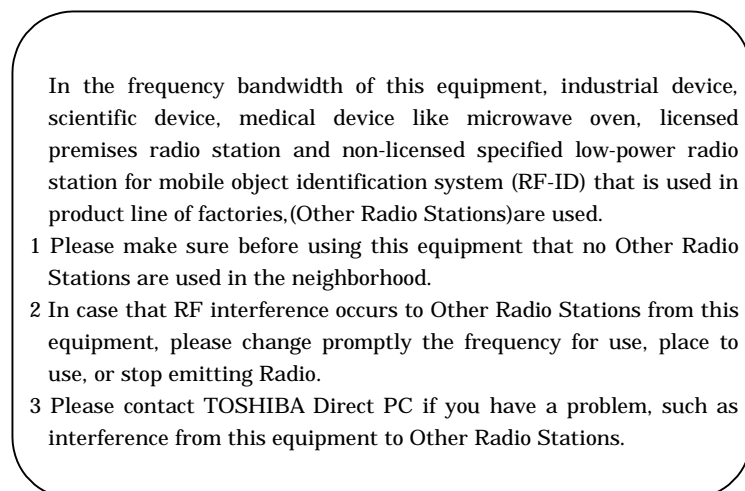 In the frequency bandwidth of this equipment, industrial device,
scientific device, medical device like microwave oven, licensed
premises radio station and non-licensed specified low-power radio
station for mobile object identification system (RF-ID) that is used in
product line of factories,(Other Radio Stations)are used.
1 Please make sure before using this equipment that no Other Radio
Stations are used in the neighborhood.
2 In case that RF interference occurs to Other Radio Stations from this
equipment, please change promptly the frequency for use, place to
use, or stop emitting Radio.
3 Please contact TOSHIBA Direct PC if you have a problem, such as
interference from this equipment to Other Radio Stations.